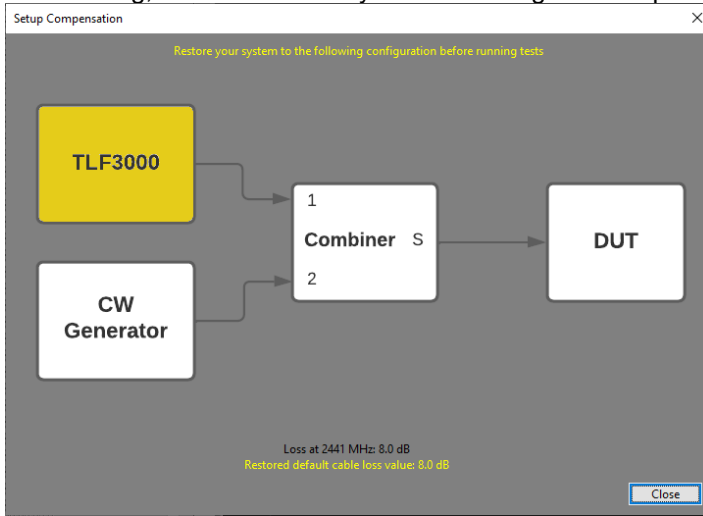 Setup Compensation
Restore your system to the following configuration before running tests
TLF3000
1
Combiner S
2
CW
Generator
DUT
Loss at 2441 MHz: 8.0 dB
Restored default cable loss value: 8.0 dB
Close